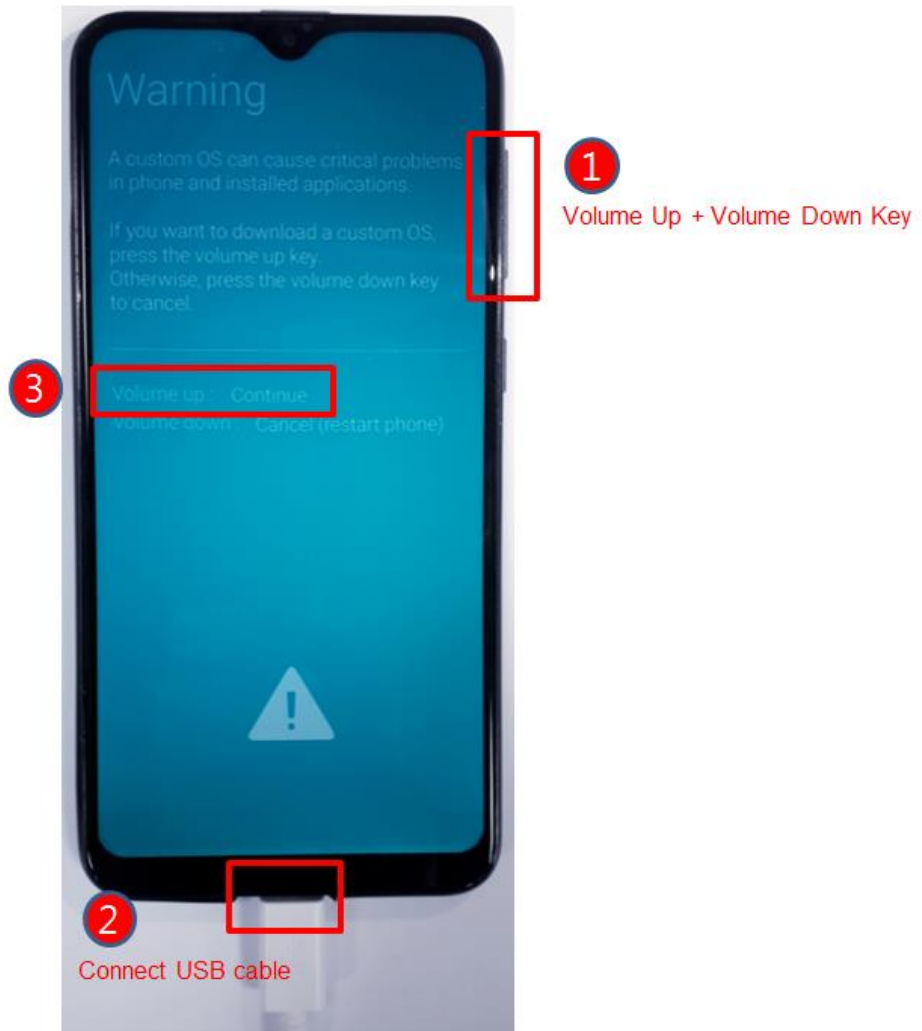 Warning
A custom OS can cause critical problems
in phone and installed applications.
If you want to download a custom OS,
press the volume up key.
Otherwise, press the volume down key
to cancel.
Volume up : Continue
Volume down : Cancel (restart phone)
1
Volume Up + Volume Down Key
3
2
Connect USB cable